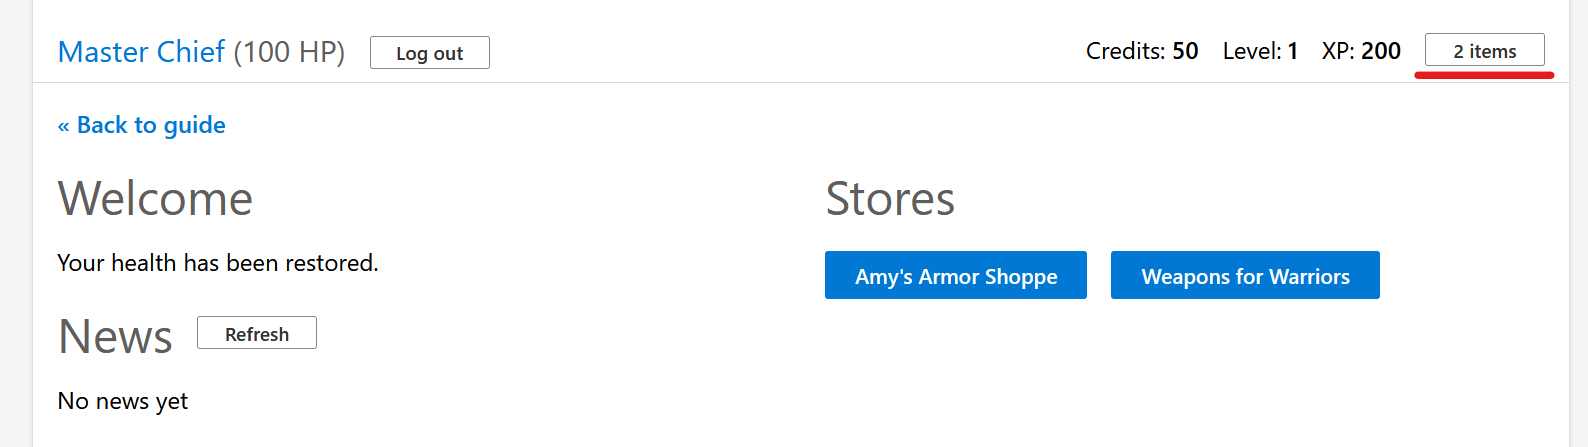 Master Chief (100 HP) Log out Credits: 50 Level: 1 XP: 200 2 items
« Back to guide
Welcome
Your health has been restored.
News Refresh
No news yet
Stores
Amy's Armor Shoppe Weapons for Warriors